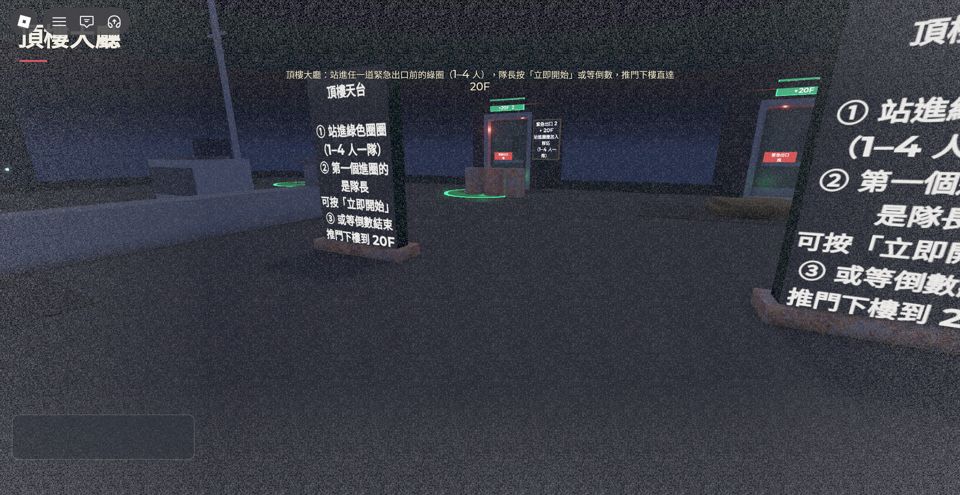 頂樓大廳
頂樓大廳：站進任一道緊急出口前的綠圈（1–4 人），隊長按「立即開始」或等倒數，推門下樓直達
20F
頂樓天台
① 站進綠色圈圈
（1–4 人一隊）
② 第一個進圈的
是隊長
可按「立即開始」
③ 或等倒數結束
推門下樓到 20F
緊急出口 2
→20F
① 站進綠
（1–4 人
② 第一個
是隊長
可按「立即開
③ 或等倒數
推門下樓到 2